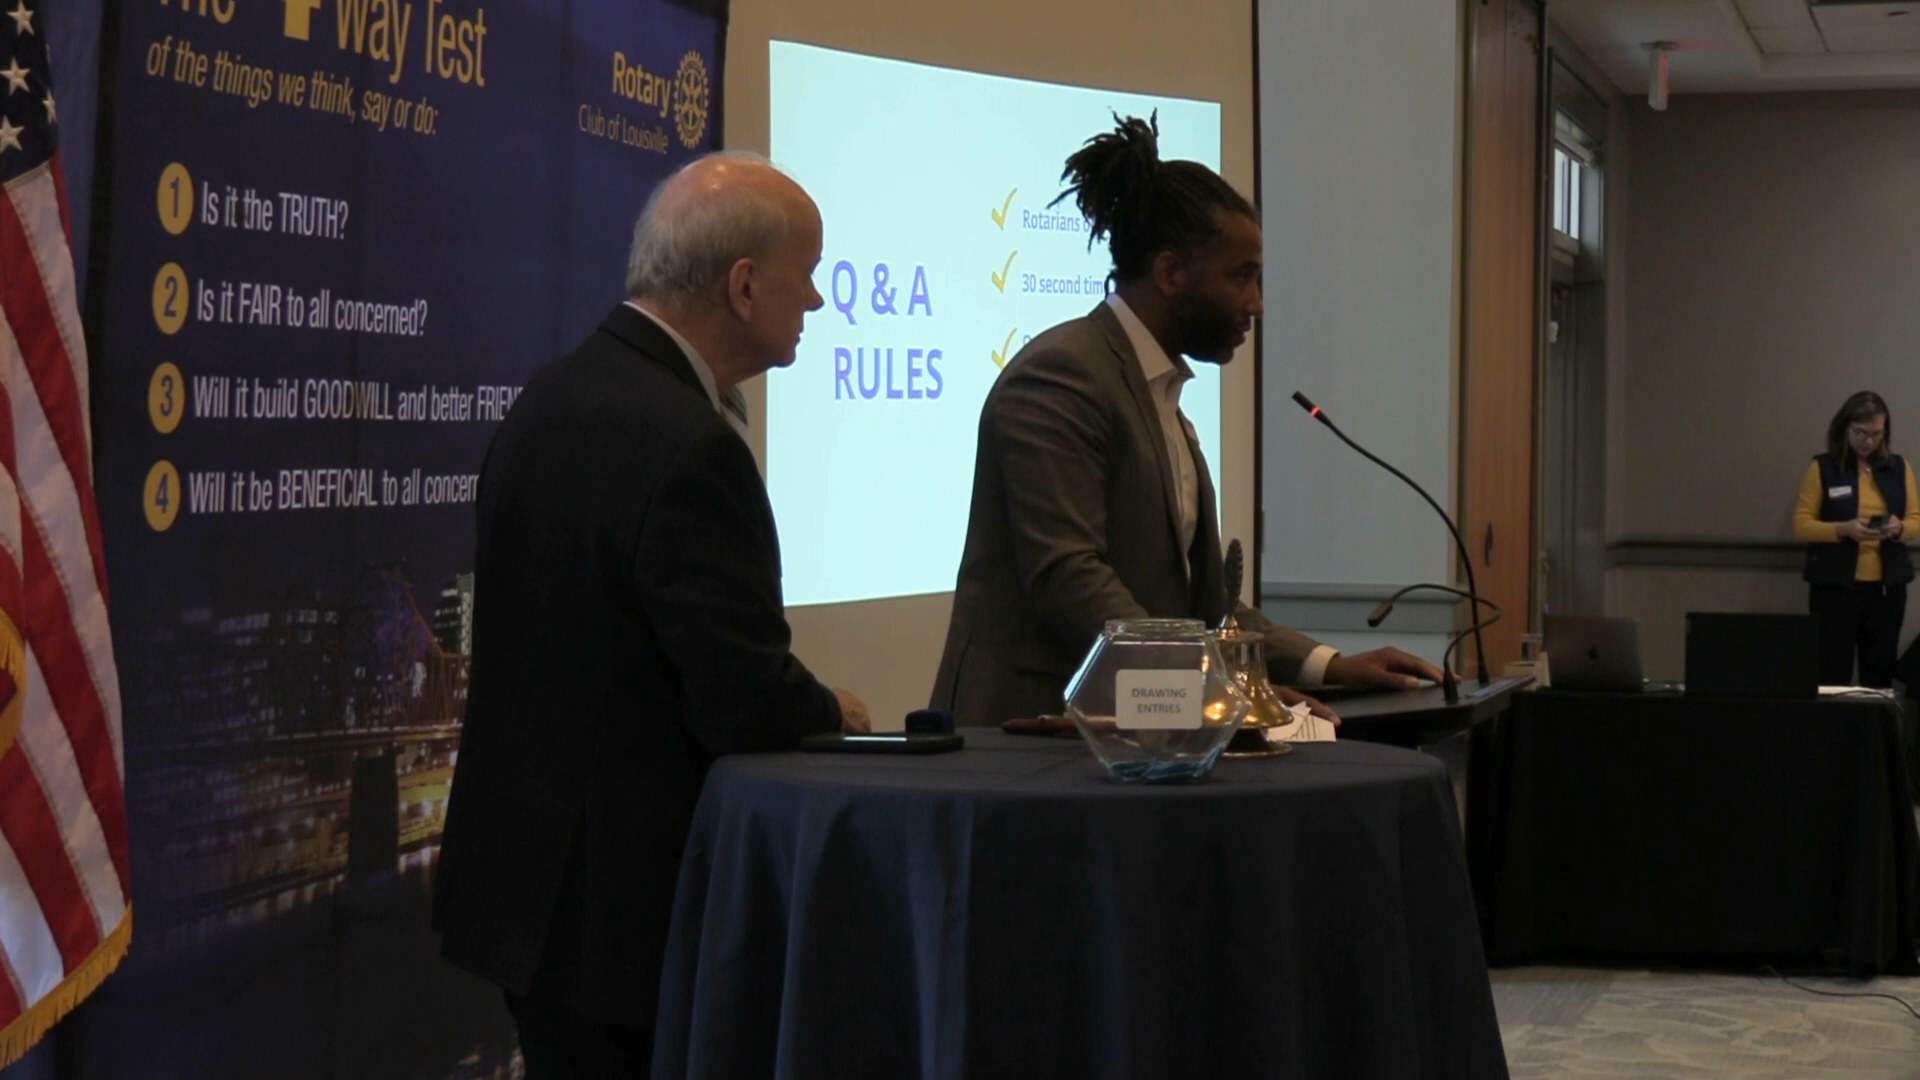 The 4 Way Test
of the things we think, say or do:
Rotary
Club of Louisville
1 Is it the TRUTH?
2 Is it FAIR to all concerned?
3 Will it build GOODWILL and better
4 Will it be BENEFICIAL to all
Q & A
RULES
Rotarians
30 second
DRAWING
ENTRIES